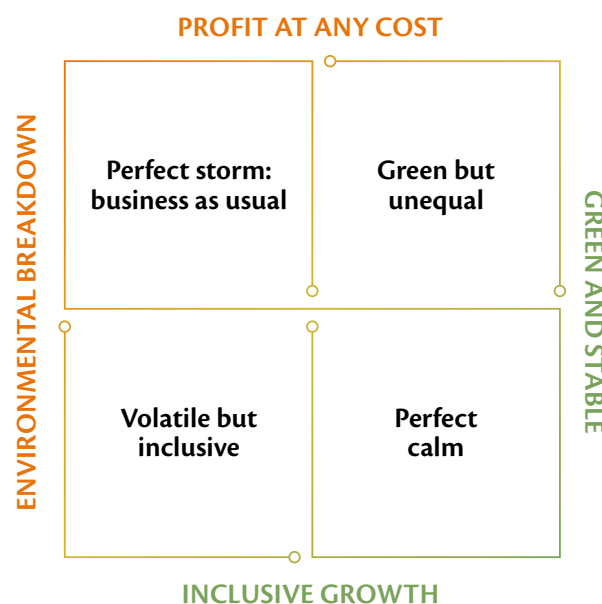 PROFIT AT ANY COST
ENVIRONMENTAL BREAKDOWN
Perfect storm:
business as usual
Green but
unequal
GREEN AND STABLE
Volatile but
inclusive
Perfect
calm
INCLUSIVE GROWTH